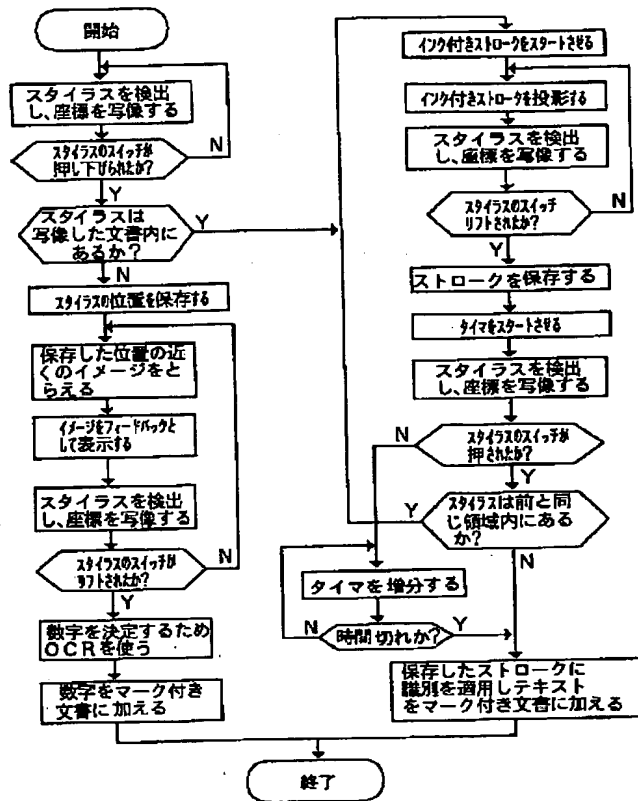 開始
スタイラスを検出
し、座標を写像する
スタイラスのスイッチが
押し下げられたか?
N
Y
スタイラスは
写像した文書内に
あるか?
Y
N
スタイラスの位置を保存する
保存した位置の近
くのイメージをと
らえる
イメージをフィードバックと
して表示する
スタイラスを検出
し、座標を写像する
スタイラスのスイッチが
リフトされたか?
N
Y
数字を決定するため
OCRを使う
数字をマーク付き
文書に加える
インク付きストロークをスタートさせる
インク付きストロークを投影する
スタイラスを検出
し、座標を写像する
スタイラスのスイッチ
リフトされたか?
N
Y
ストロークを保存する
タイマをスタートさせる
スタイラスを検出
し、座標を写像する
N
スタイラスのスイッチが
押されたか?
Y
Y
スタイラスは前と同
じ領域内にある
か?
N
タイマを増分する
N
時間切れか?
Y
保存したストロークに
識別を適用しテキスト
をマーク付き文書に加える
終了